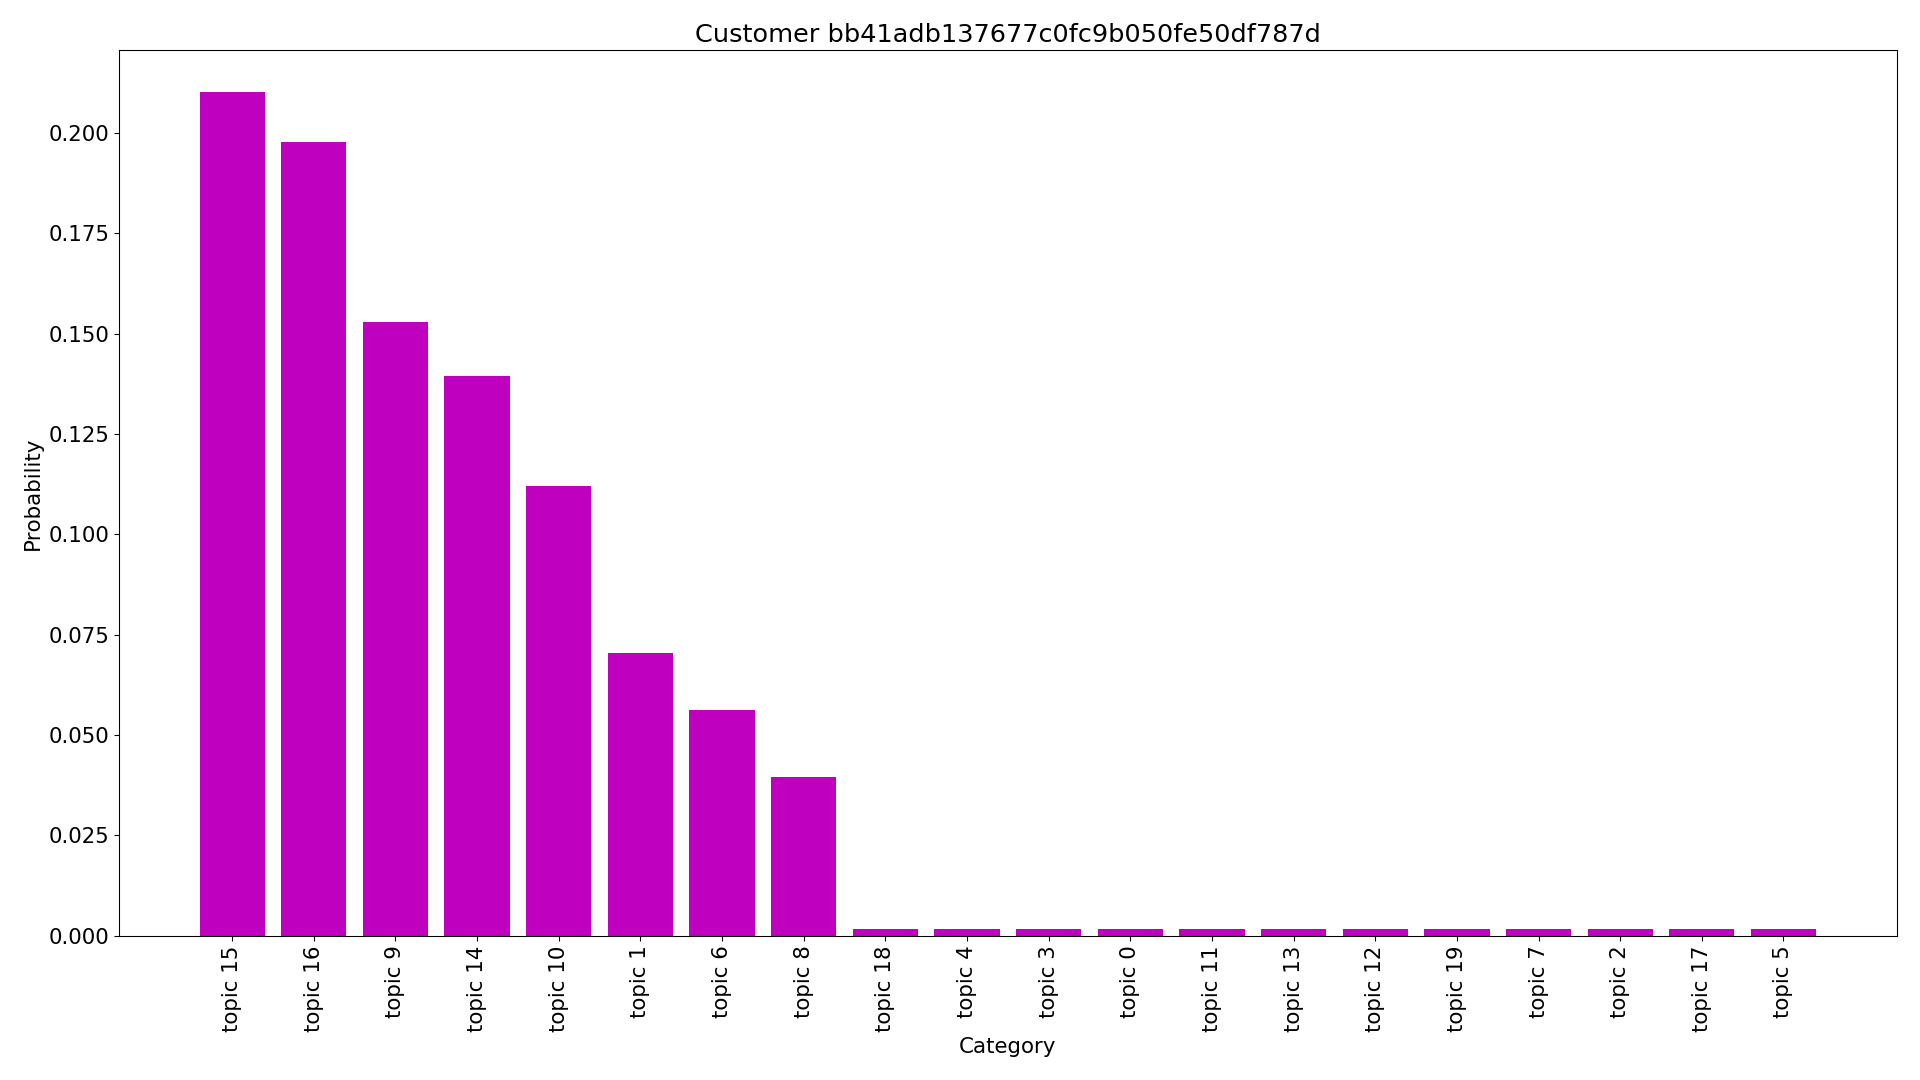 Customer bb41adb137677c0fc9b050fe50df787d
Probability
0.200
0.175
0.150
0.125
0.100
0.075
0.050
0.025
0.000
topic 15
topic 16
topic 9
topic 14
topic 10
topic 1
topic 6
topic 8
topic 18
topic 4
topic 3
topic 0
topic 11
topic 13
topic 12
topic 19
topic 7
topic 2
topic 17
topic 5
Category